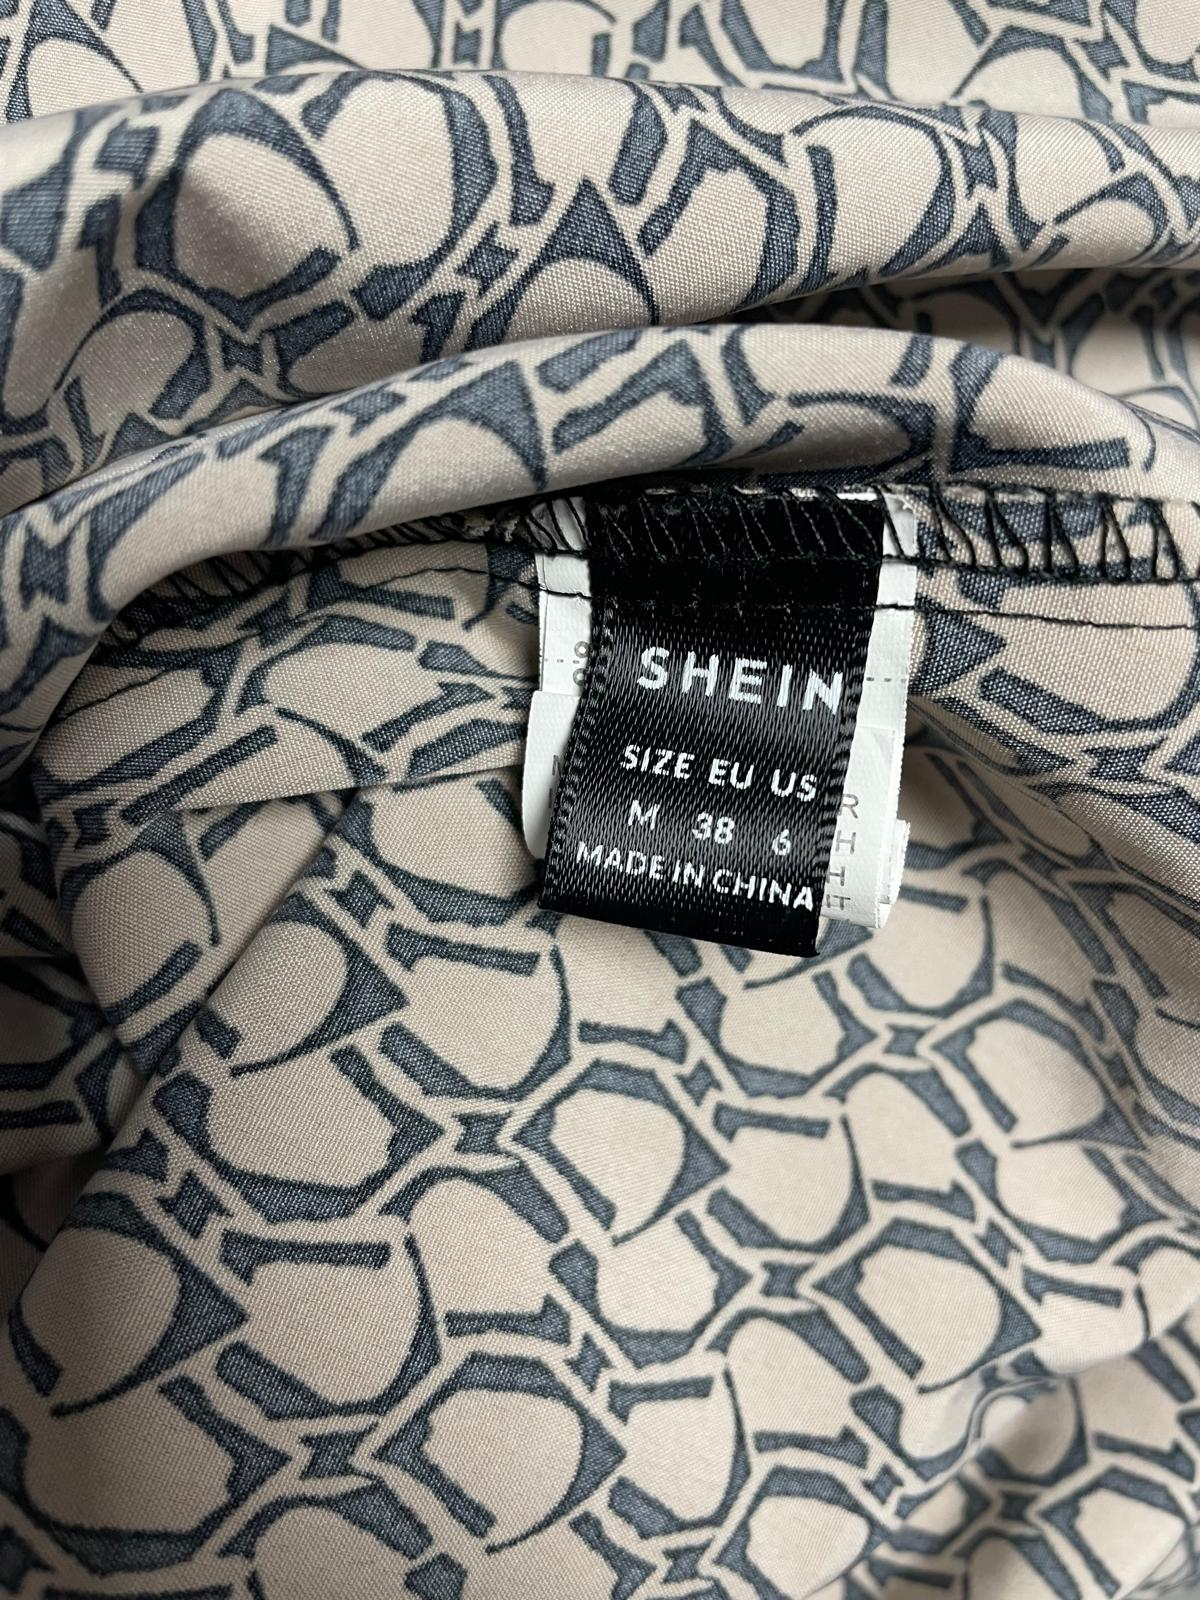 SHEIN
SIZE EU US
M 38 6
MADE IN CHINA